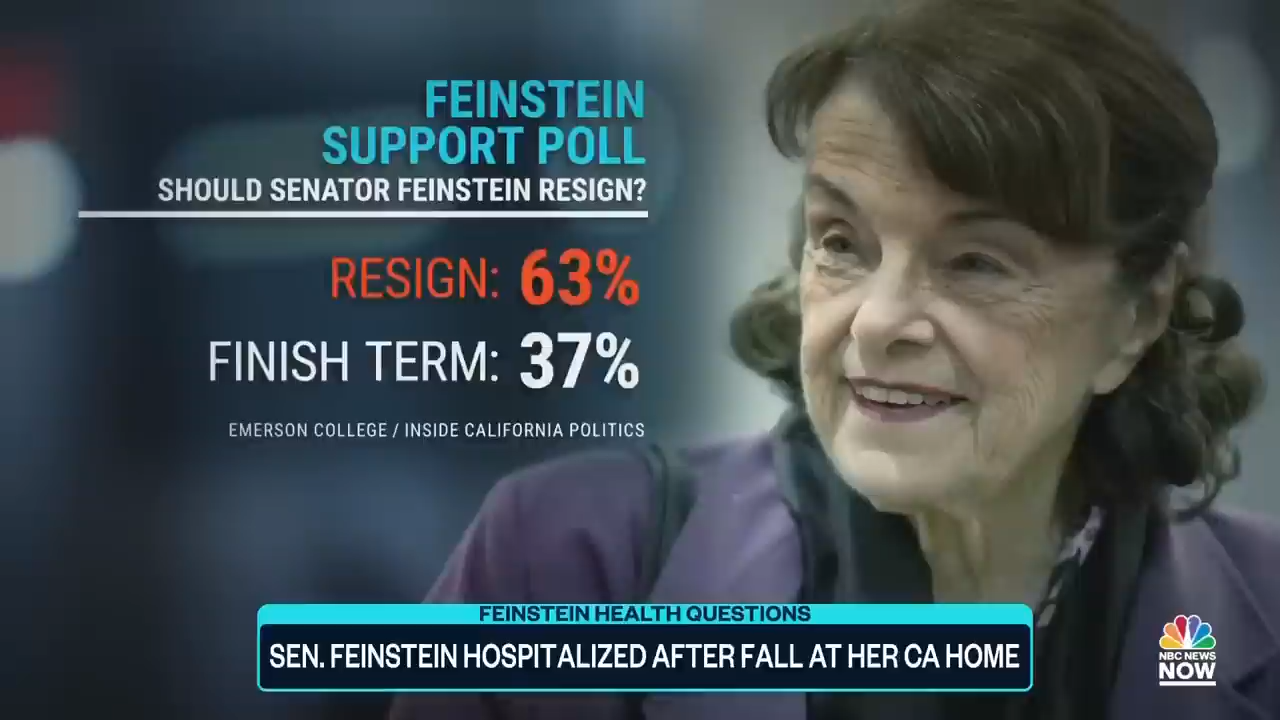 FEINSTEIN
SUPPORT POLL
SHOULD SENATOR FEINSTEIN RESIGN?
RESIGN: 63%
FINISH TERM: 37%
EMERSON COLLEGE / INSIDE CALIFORNIA POLITICS
FEINSTEIN HEALTH QUESTIONS
SEN. FEINSTEIN HOSPITALIZED AFTER FALL AT HER CA HOME
NBC NEWS
NOW